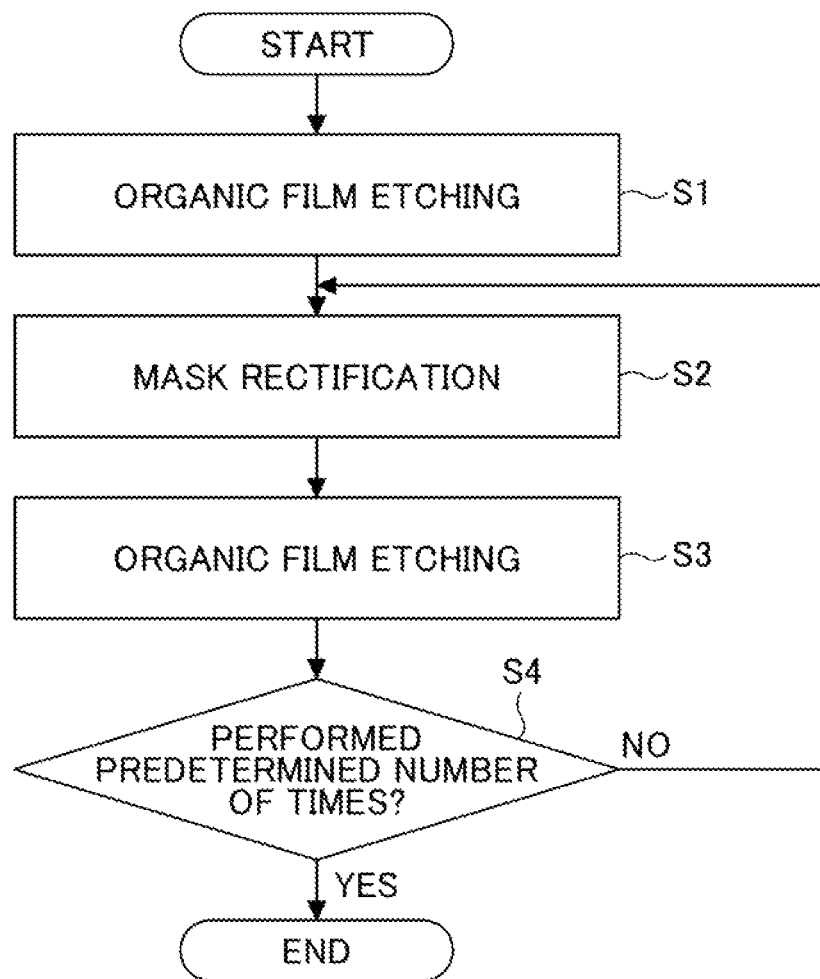 START
ORGANIC FILM ETCHING
S1
MASK RECTIFICATION
S2
ORGANIC FILM ETCHING
S3
S4
PERFORMED
PREDETERMINED NUMBER
OF TIMES?
NO
YES
END